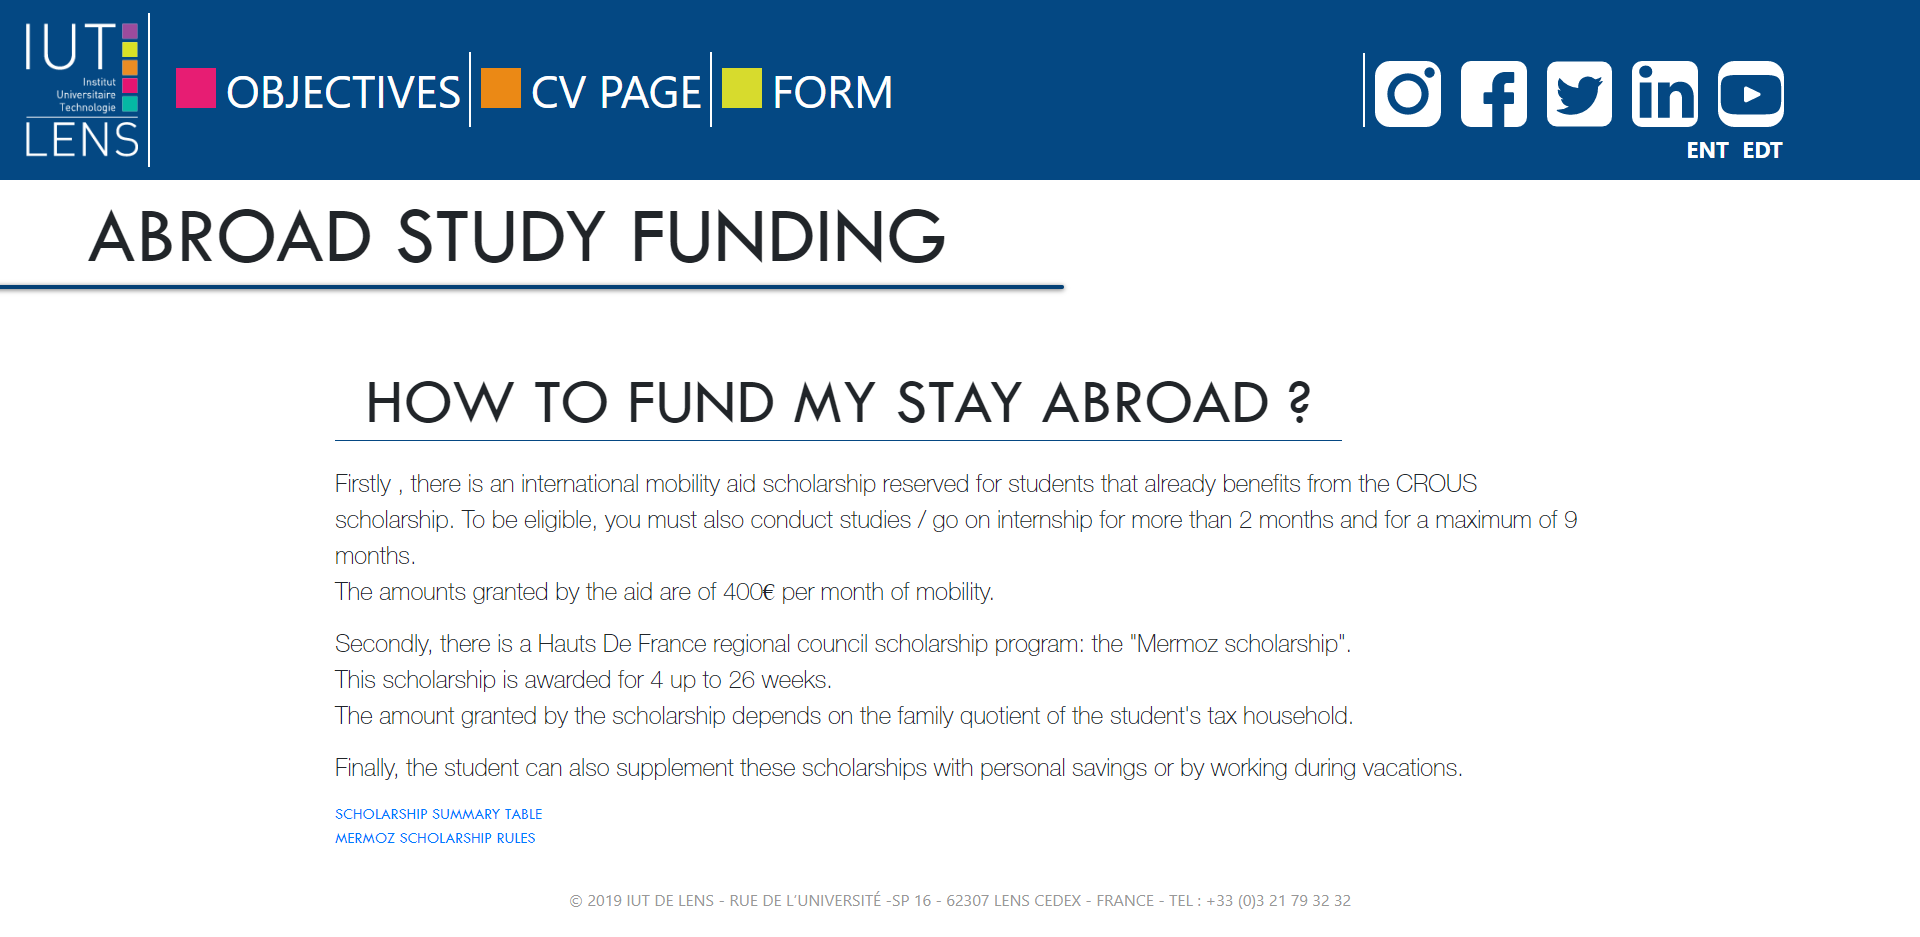 IUT
Institut
Universitaire
Technologie
LENS
OBJECTIVES
CV PAGE
FORM
ENT EDT
ABROAD STUDY FUNDING
HOW TO FUND MY STAY ABROAD ?
Firstly , there is an international mobility aid scholarship reserved for students that already benefits from the CROUS
scholarship. To be eligible, you must also conduct studies / go on internship for more than 2 months and for a maximum of 9
months.
The amounts granted by the aid are of 400€ per month of mobility.
Secondly, there is a Hauts De France regional council scholarship program: the "Mermoz scholarship".
This scholarship is awarded for 4 up to 26 weeks.
The amount granted by the scholarship depends on the family quotient of the student's tax household.
Finally, the student can also supplement these scholarships with personal savings or by working during vacations.
SCHOLARSHIP SUMMARY TABLE
MERMOZ SCHOLARSHIP RULES
© 2019 IUT DE LENS - RUE DE L'UNIVERSITÉ -SP 16 - 62307 LENS CEDEX - FRANCE - TEL : +33 (0)3 21 79 32 32